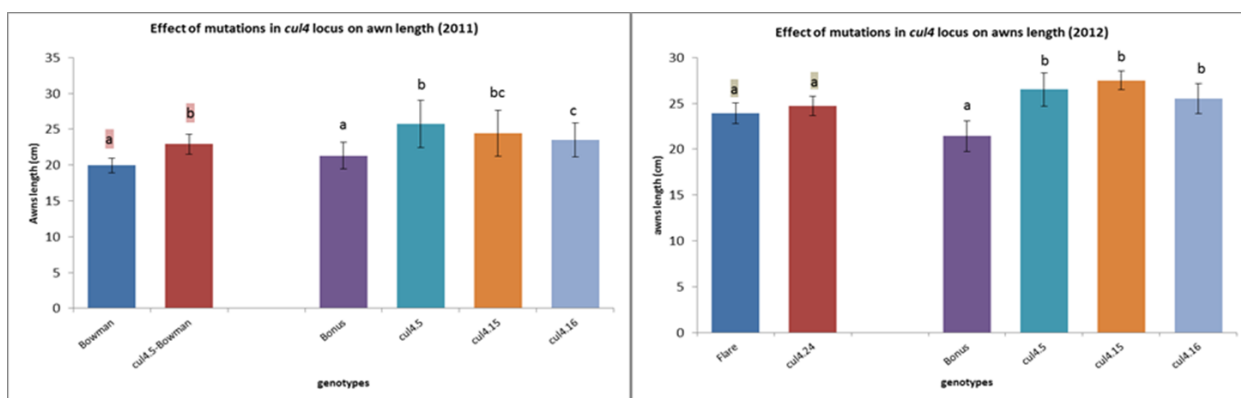 Effect of mutations in cul4 locus on awn length (2011)
35
30
25
20
15
10
5
0
Awns length (cm)
a
b
a
b
bc
c
Bowman
cul4.5-Bowman
Bonus
cul4.5
cul4.15
cul4.16
genotypes
Effect of mutations in cul4 locus on awns length (2012)
30
25
20
15
10
5
0
awns length (cm)
a
a
a
b
b
b
Flare
cul4.24
Bonus
cul4.5
cul4.15
cul4.16
genotypes